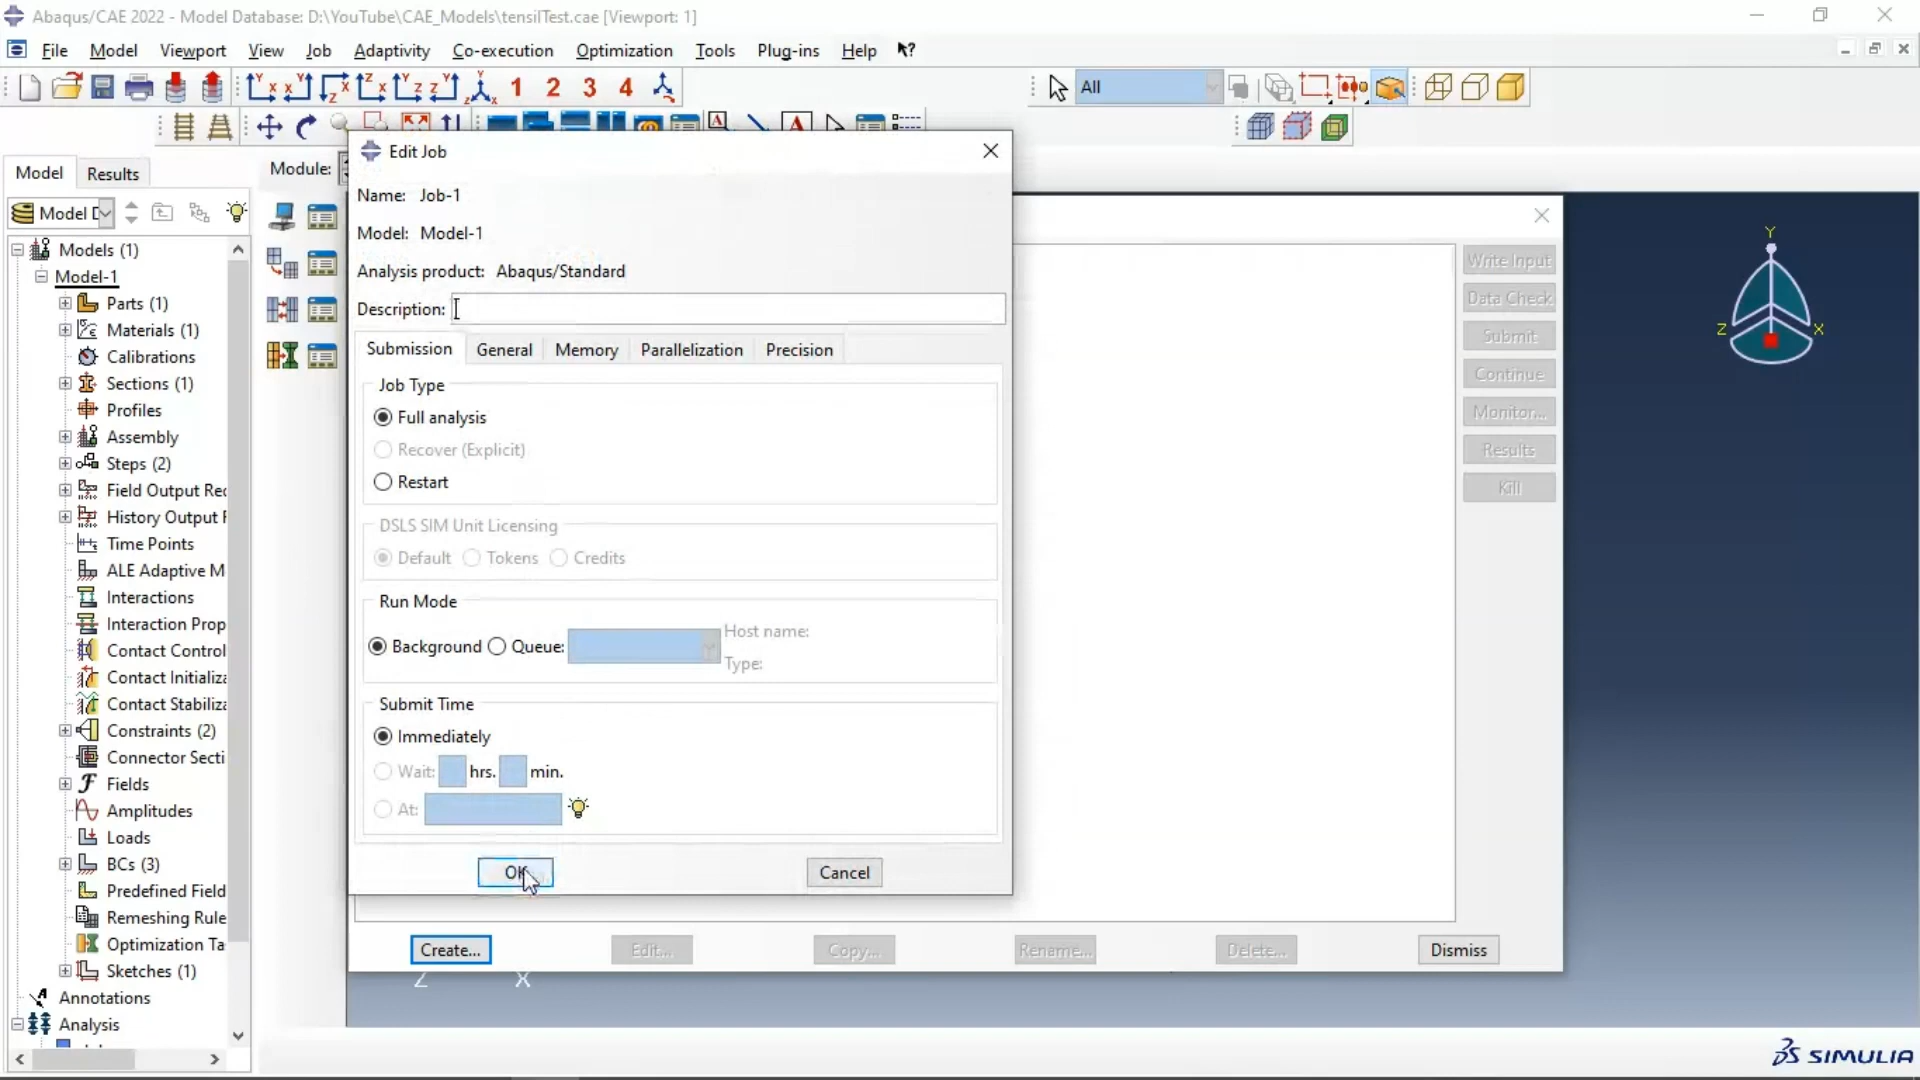 Abaqus/CAE 2022 - Model Database: D:\YouTube\CAE_Models\tensilTest.cae [Viewport: 1]
File Model Viewport View Job Adaptivity Co-execution Optimization Tools Plug-ins Help
1 2 3 4 All
Model Results Module:
Model D
Models (1)
Model-1
Parts (1)
Materials (1)
Calibrations
Sections (1)
Profiles
Assembly
Steps (2)
Field Output Rec
History Output F
Time Points
ALE Adaptive M
Interactions
Interaction Prop
Contact Control
Contact Initializa
Contact Stabiliza
Constraints (2)
Connector Secti
Fields
Amplitudes
Loads
BCs (3)
Predefined Field
Remeshing Rule
Optimization Ta
Sketches (1)
Annotations
Analysis
Edit Job
Name: Job-1
Model: Model-1
Analysis product: Abaqus/Standard
Description:
Submission General Memory Parallelization Precision
Job Type
Full analysis
Recover (Explicit)
Restart
DSLS SIM Unit Licensing
Default Tokens Credits
Run Mode
Background Queue: Host name:
Type:
Submit Time
Immediately
Wait: hrs. min.
At:
OK Cancel
Write Input
Data Check
Submit
Continue
Monitor...
Results
Kill
Create... Edit... Copy... Rename... Delete... Dismiss
Z X
Y
Z X
SIMULIA